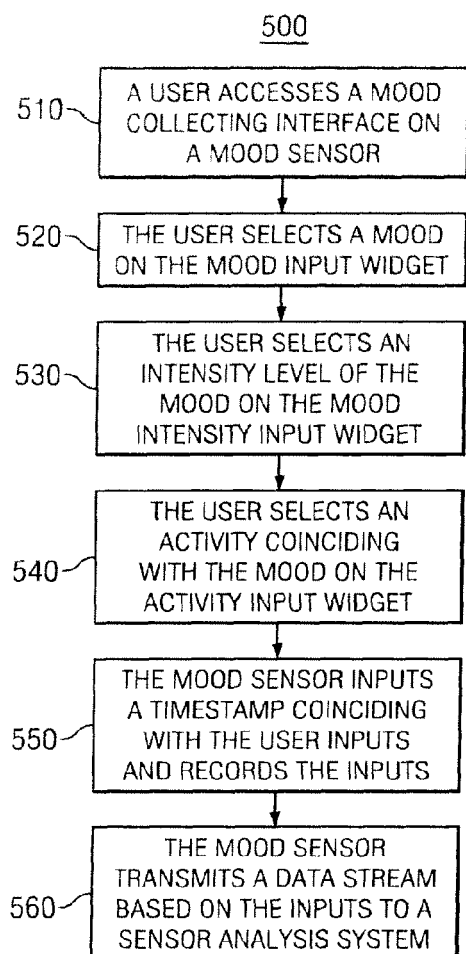 500
510
A USER ACCESSES A MOOD
COLLECTING INTERFACE ON
A MOOD SENSOR
520
THE USER SELECTS A MOOD
ON THE MOOD INPUT WIDGET
530
THE USER SELECTS AN
INTENSITY LEVEL OF THE
MOOD ON THE MOOD
INTENSITY INPUT WIDGET
540
THE USER SELECTS AN
ACTIVITY COINCIDING
WITH THE MOOD ON THE
ACTIVITY INPUT WIDGET
550
THE MOOD SENSOR INPUTS
A TIMESTAMP COINCIDING
WITH THE USER INPUTS
AND RECORDS THE INPUTS
560
THE MOOD SENSOR
TRANSMITS A DATA STREAM
BASED ON THE INPUTS TO A
SENSOR ANALYSIS SYSTEM